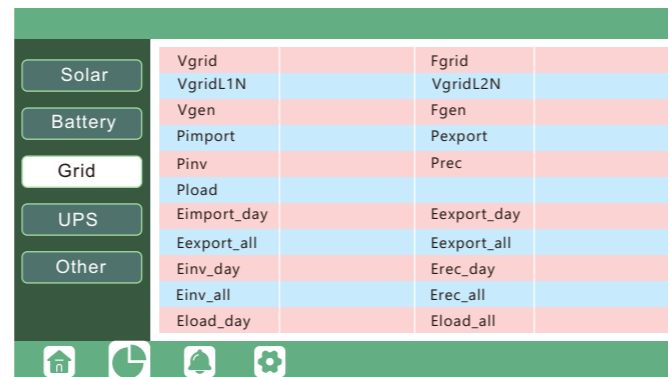 Solar
Battery
Grid
UPS
Other
Vgrid Fgrid
VgridL1N VgridL2N
Vgen Fgen
Pimport Pexport
Pinv Prec
Pload
Eimport_day Eexport_day
Eexport_all Eexport_all
Einv_day Erec_day
Einv_all Erec_all
Eload_day Eload_all